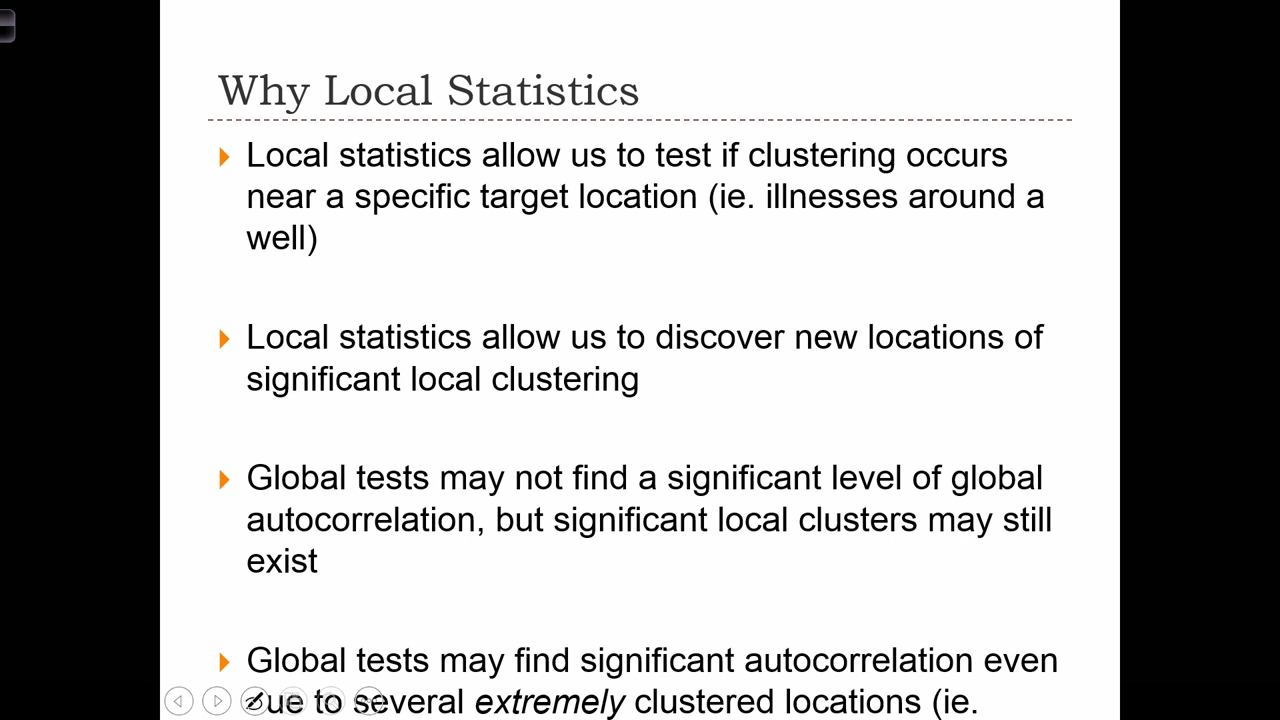 Why Local Statistics
Local statistics allow us to test if clustering occurs
near a specific target location (ie. illnesses around a
well)
Local statistics allow us to discover new locations of
significant local clustering
Global tests may not find a significant level of global
autocorrelation, but significant local clusters may still
exist
Global tests may find significant autocorrelation even
due to several extremely clustered locations (ie.